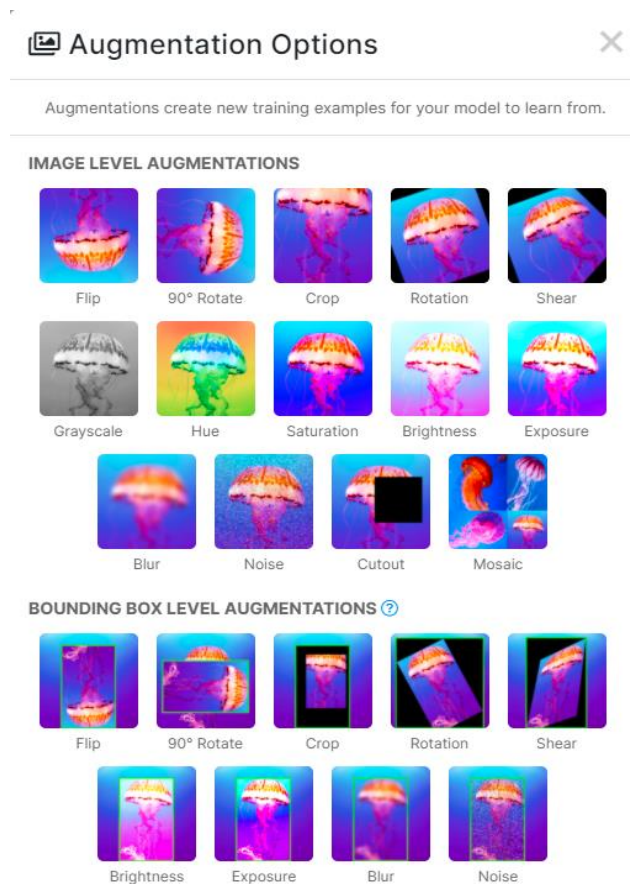 Augmentation Options
Augmentations create new training examples for your model to learn from.
IMAGE LEVEL AUGMENTATIONS
Flip 90° Rotate Crop Rotation Shear
Grayscale Hue Saturation Brightness Exposure
Blur Noise Cutout Mosaic
BOUNDING BOX LEVEL AUGMENTATIONS ?
Flip 90° Rotate Crop Rotation Shear
Brightness Exposure Blur Noise